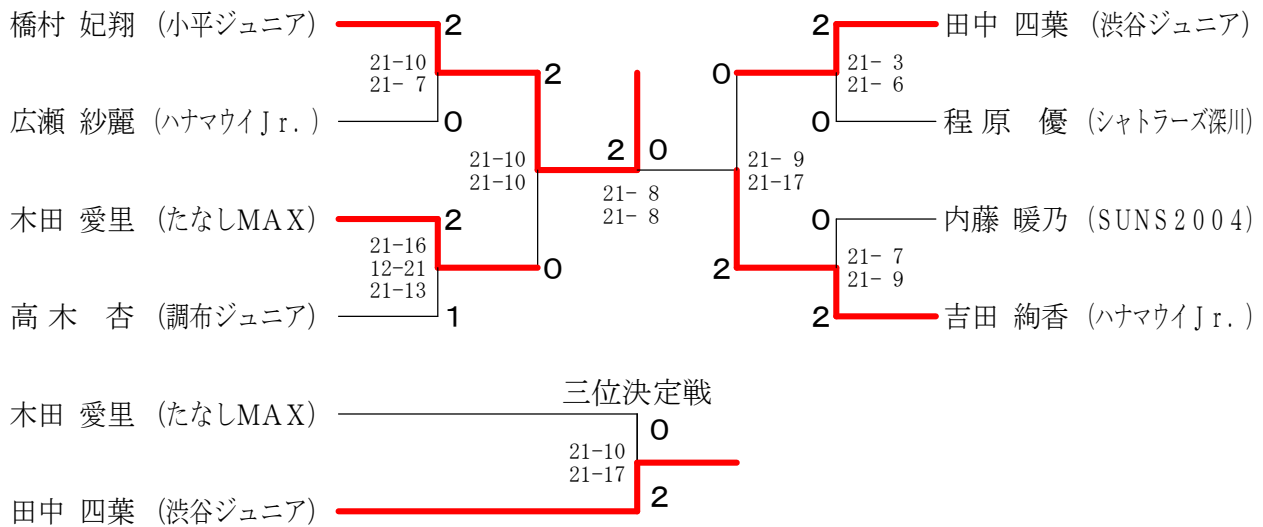 橋村 妃翔 (小平ジュニア) 2 2 田中 四葉 (渋谷ジュニア)
21-10 21- 7 2 0 21- 3 21- 6
広瀬 紗麗 (ハナマウイJr.) 0 0 程原 優 (シャトラーズ深川)
21-10 21-10 2 0 21- 9 21-17
21- 8
21- 8
木田 愛里 (たなしMAX) 2 0 内藤 暖乃 (SUNS2004)
21-16 12-21 21-13 0 2 21- 7 21- 9
高木 杏 (調布ジュニア) 1 2 吉田 絢香 (ハナマウイJr.)
三位決定戦
木田 愛里 (たなしMAX) 0
21-10
21-17
田中 四葉 (渋谷ジュニア) 2